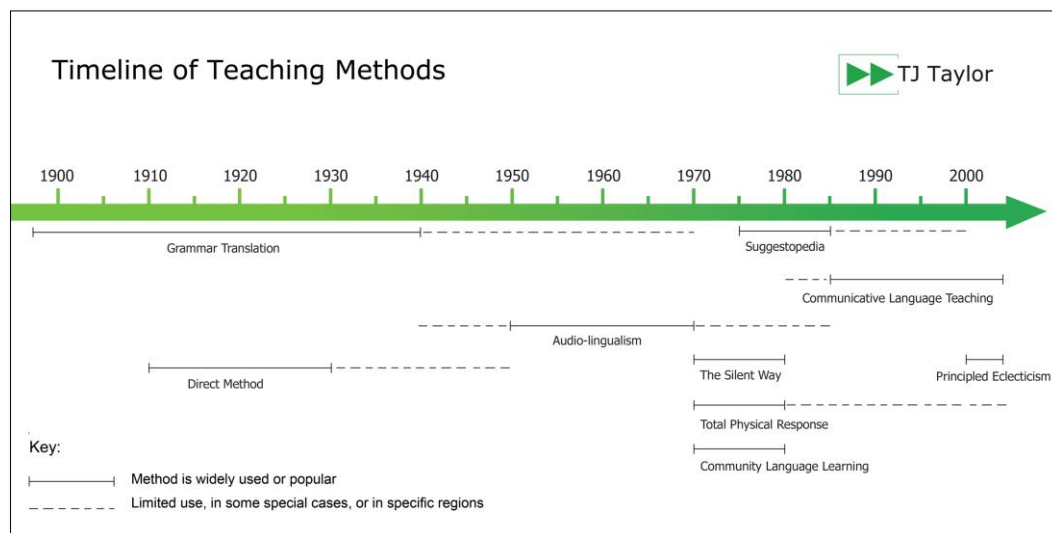 Timeline of Teaching Methods
TJ Taylor
1900 1910 1920 1930 1940 1950 1960 1970 1980 1990 2000
Grammar Translation
Suggestopedia
Communicative Language Teaching
Audio-lingualism
The Silent Way
Principled Eclecticism
Direct Method
Total Physical Response
Community Language Learning
Key:
Method is widely used or popular
Limited use, in some special cases, or in specific regions